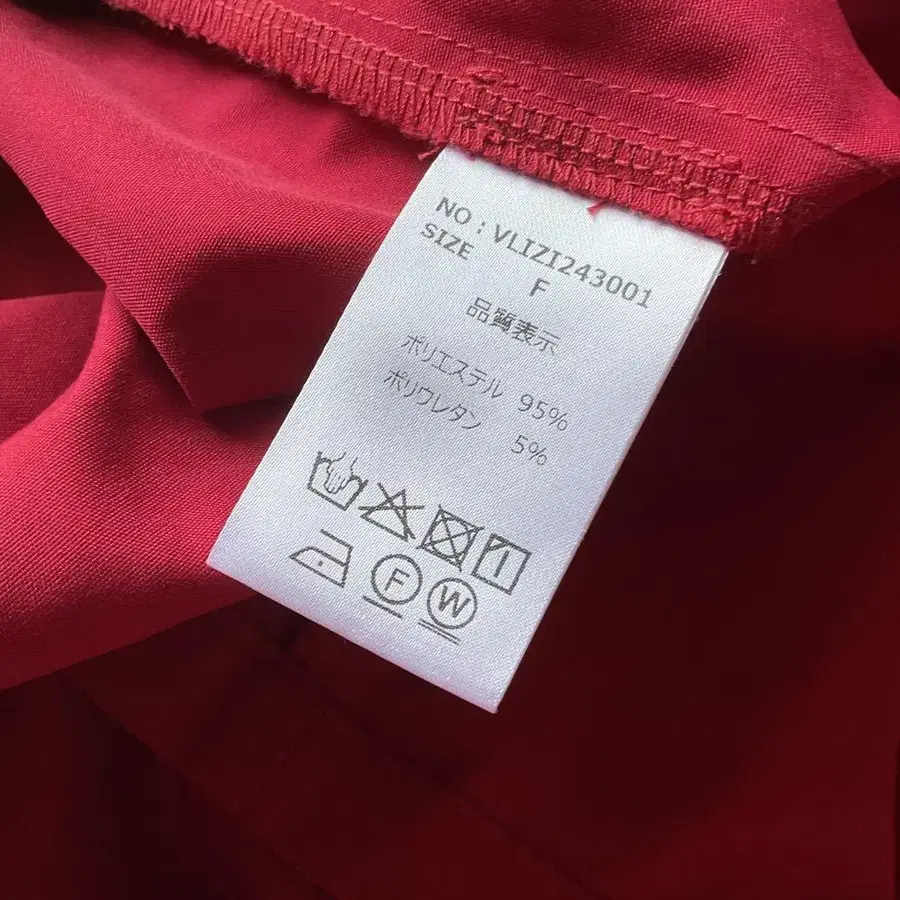 NO : VLIZI243001
SIZE F
品質表示
ポリエステル 95%
ポリウレタン 5%
F W